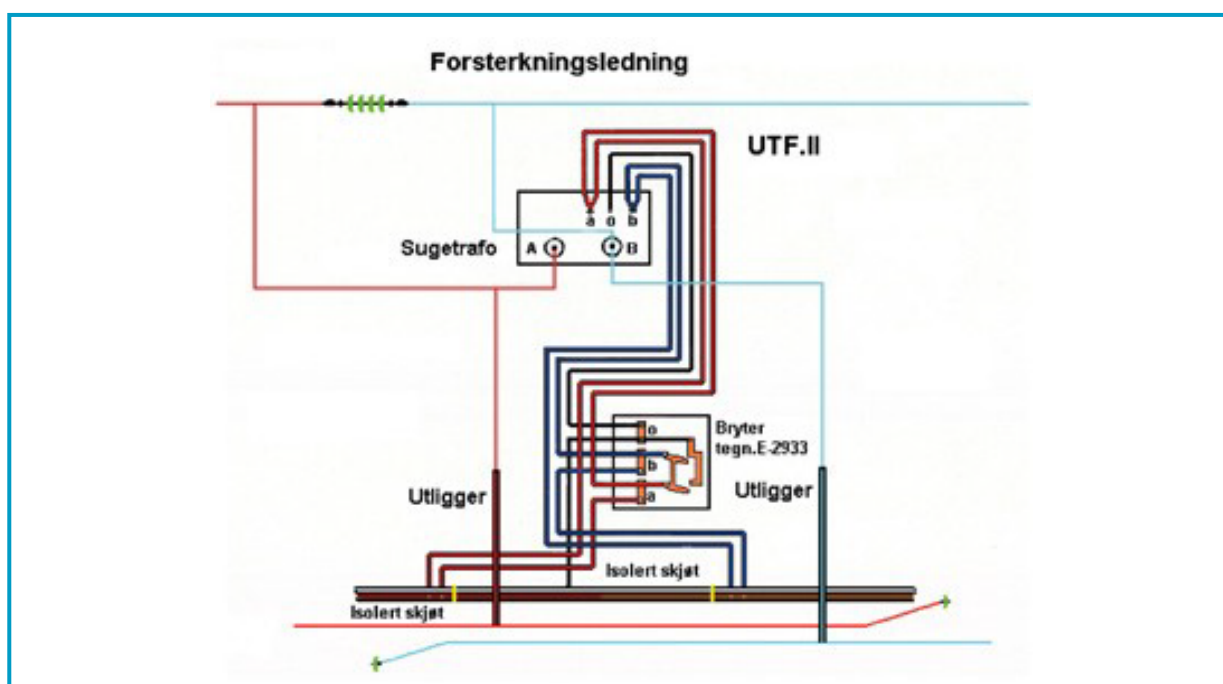 Forsterkningsledning
UTF.II
a o b
Sugetrafo
A
B
o
Bryter
tegn.E-2933
b
Utligger
Utligger
a
Isolert skjøt
Isolert skjøt